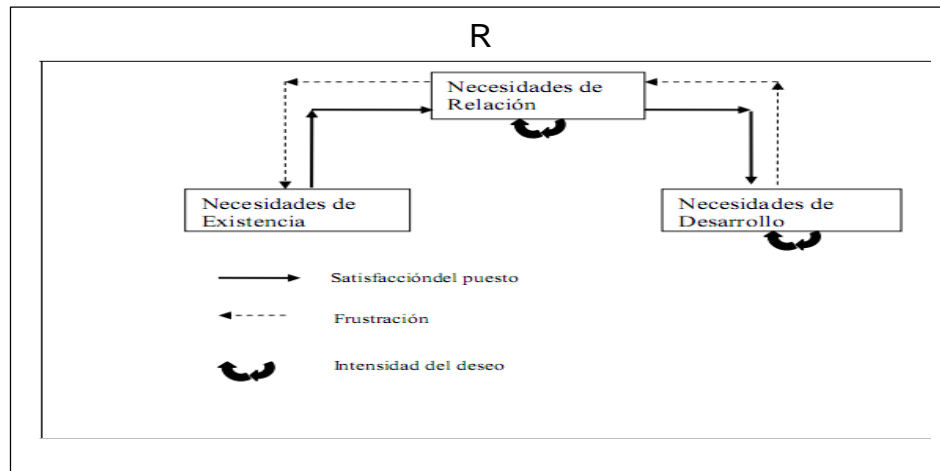 R
Necesidades de
Relación
Necesidades de
Existencia
Necesidades de
Desarrollo
Satisfaccióndel puesto
Frustración
Intensidad del deseo